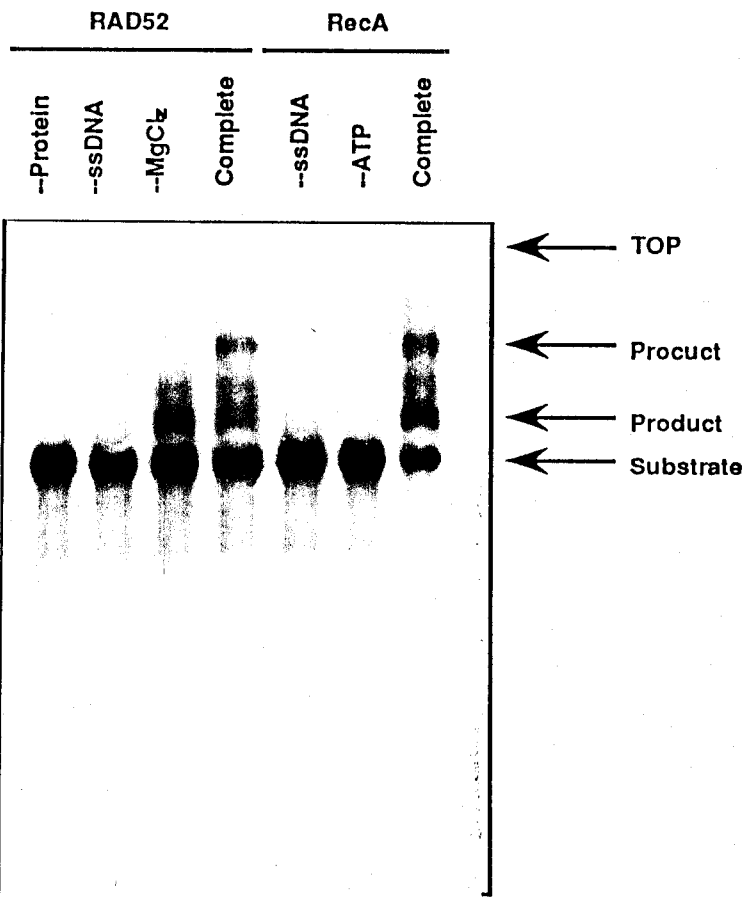 RAD52 RecA
--Protein
--ssDNA
--MgCl2
Complete
--ssDNA
--ATP
Complete
TOP
Procuct
Product
Substrate